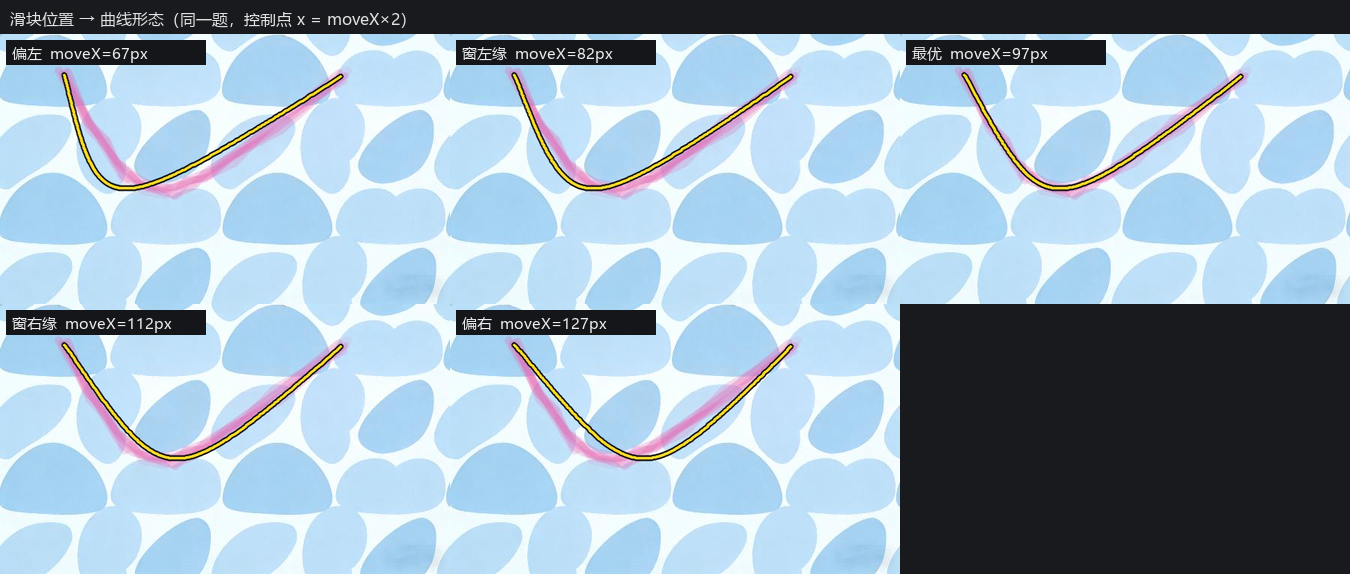 滑块位置 → 曲线形态（同一题，控制点 x = moveX×2）
偏左 moveX=67px
窗左缘 moveX=82px
最优 moveX=97px
窗右缘 moveX=112px
偏右 moveX=127px